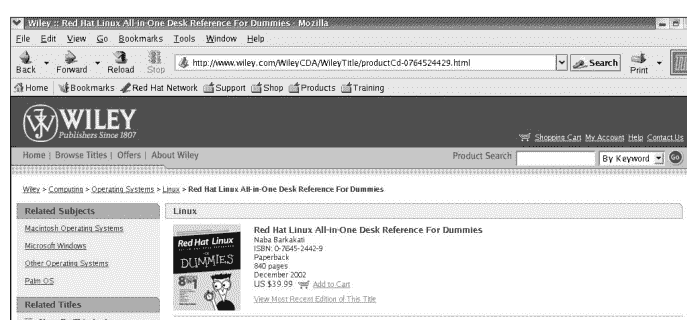 Wiley :: Red Hat Linux All-in-One Desk Reference For Dummies - Mozilla
File Edit View Go Bookmarks Tools Window Help
Back Forward Reload Stop http://www.wiley.com/WileyCDA/WileyTitle/productCd-0764524429.html Search Print
Home Bookmarks Red Hat Network Support Shop Products Training
WILEY
Publishers Since 1807
Shopping Cart My Account Help Contact Us
Home | Browse Titles | Offers | About Wiley Product Search By Keyword GO
Wiley > Computing > Operating Systems > Linux > Red Hat Linux All-in-One Desk Reference For Dummies
Related Subjects
Macintosh Operating Systems
Microsoft Windows
Other Operating Systems
Palm OS
Related Titles
Linux
Red Hat Linux
DUMMIES
Red Hat Linux All-in-One Desk Reference For Dummies
Naba Barkakati
ISBN: 0-7645-2442-9
Paperback
840 pages
December 2002
US $39.99 Add to Cart
View Most Recent Edition of This Title